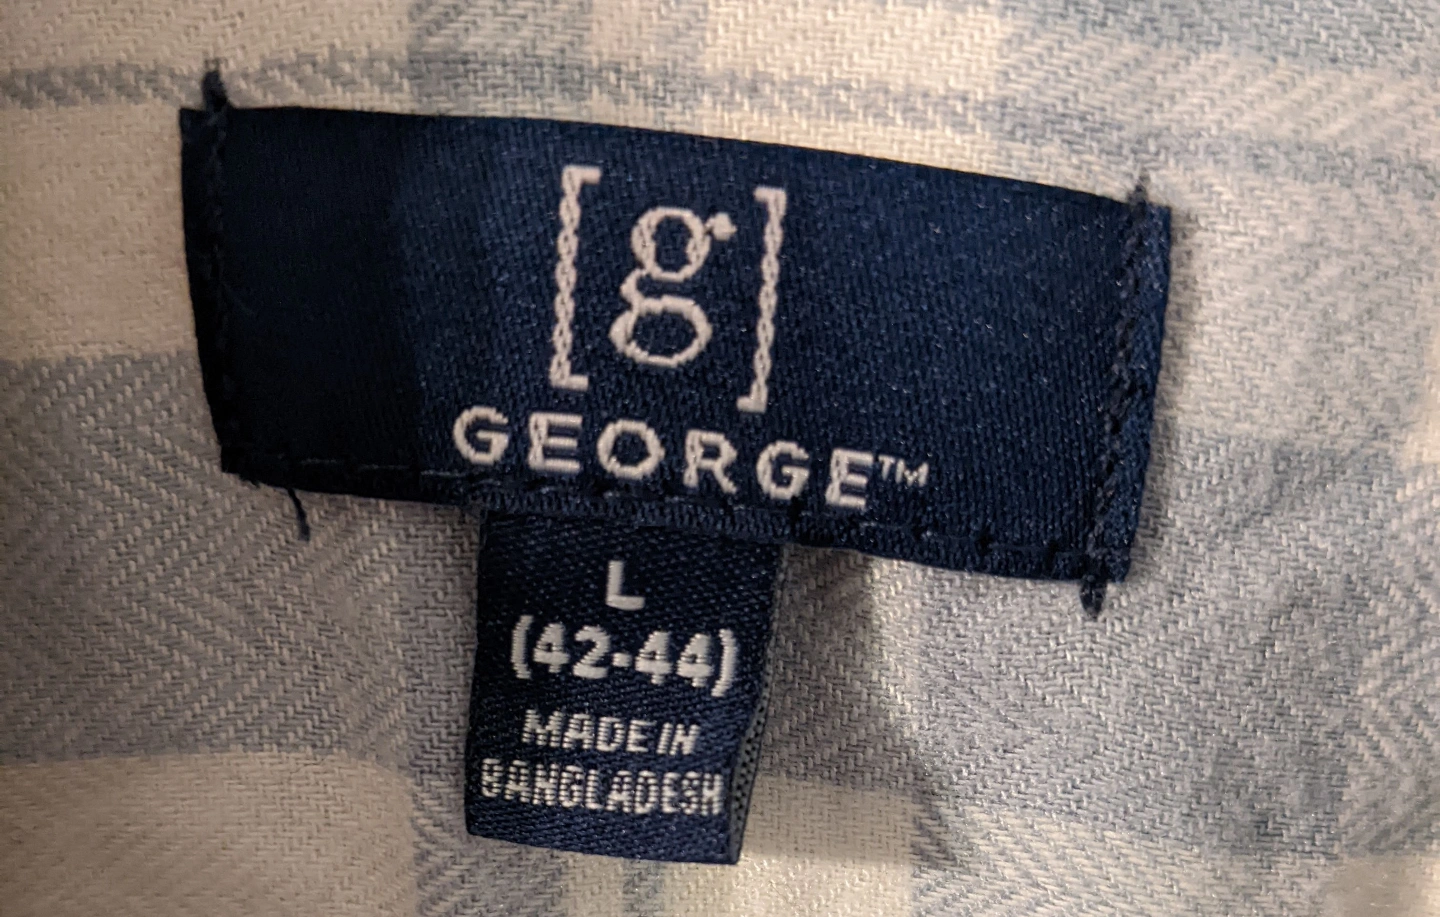 [g]
GEORGE™
L
(42-44)
MADE IN
BANGLADESH